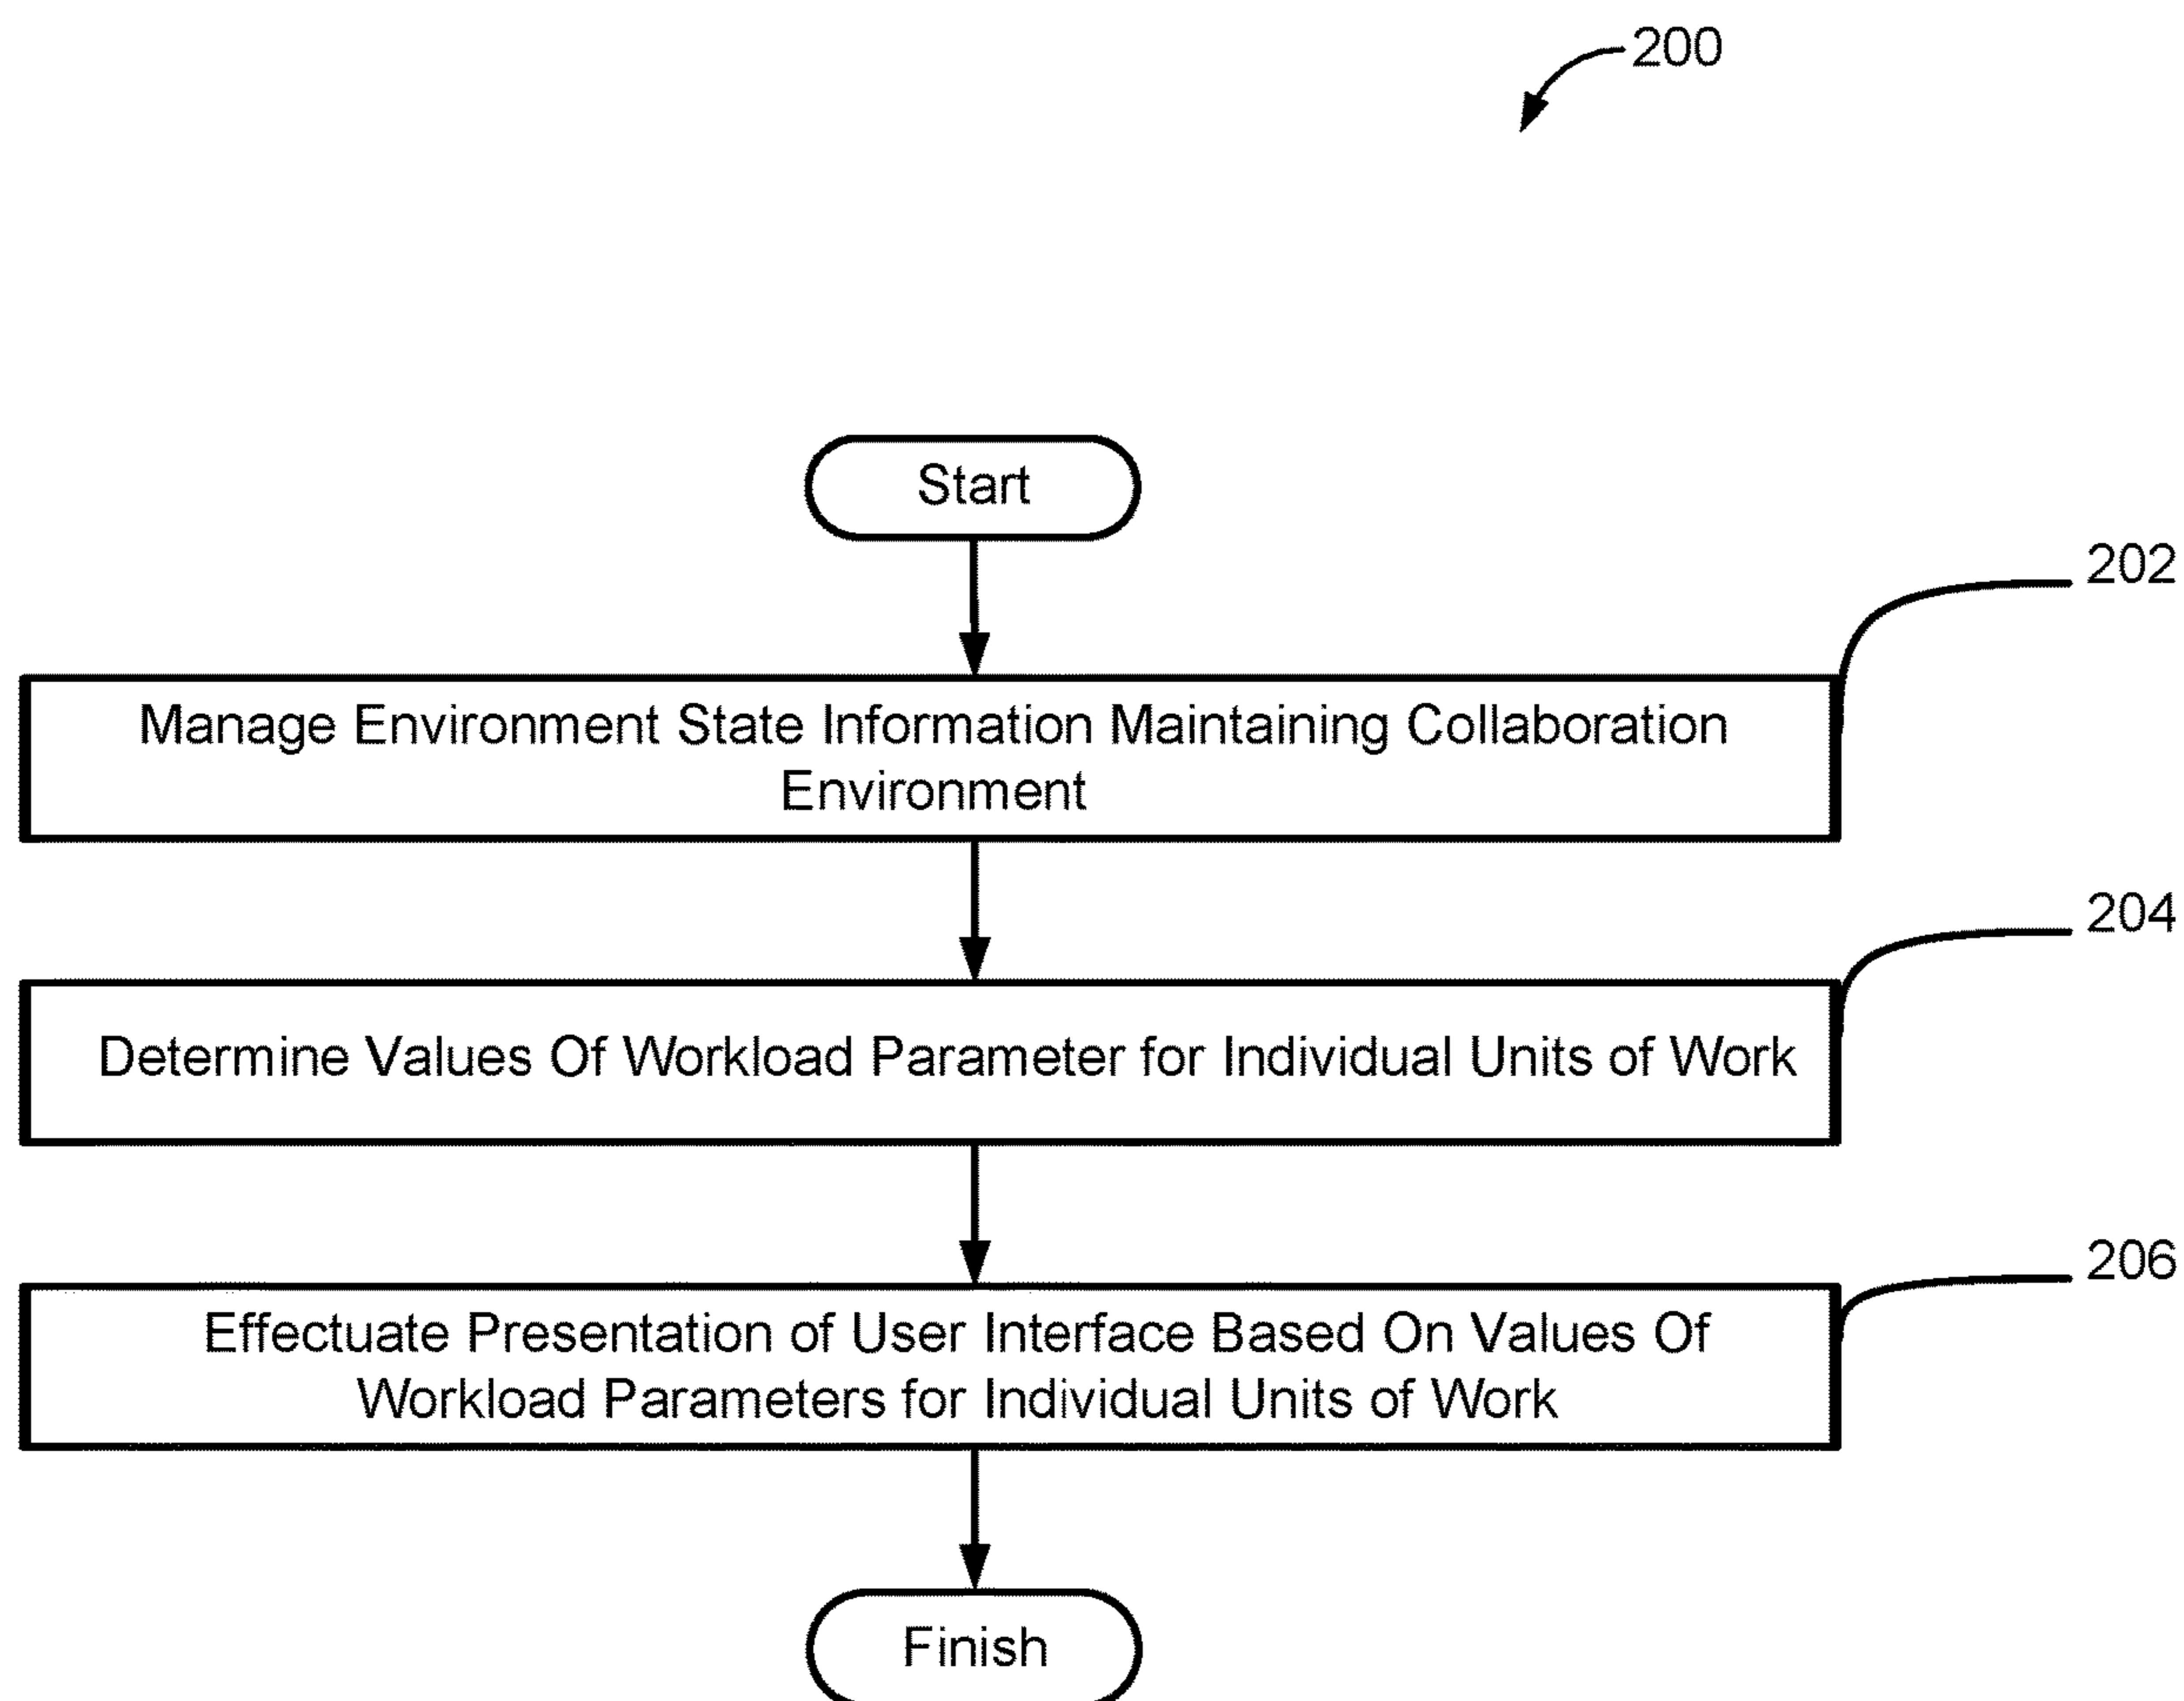 200
Start
202
Manage Environment State Information Maintaining Collaboration
Environment
204
Determine Values Of Workload Parameter for Individual Units of Work
206
Effectuate Presentation of User Interface Based On Values Of
Workload Parameters for Individual Units of Work
Finish